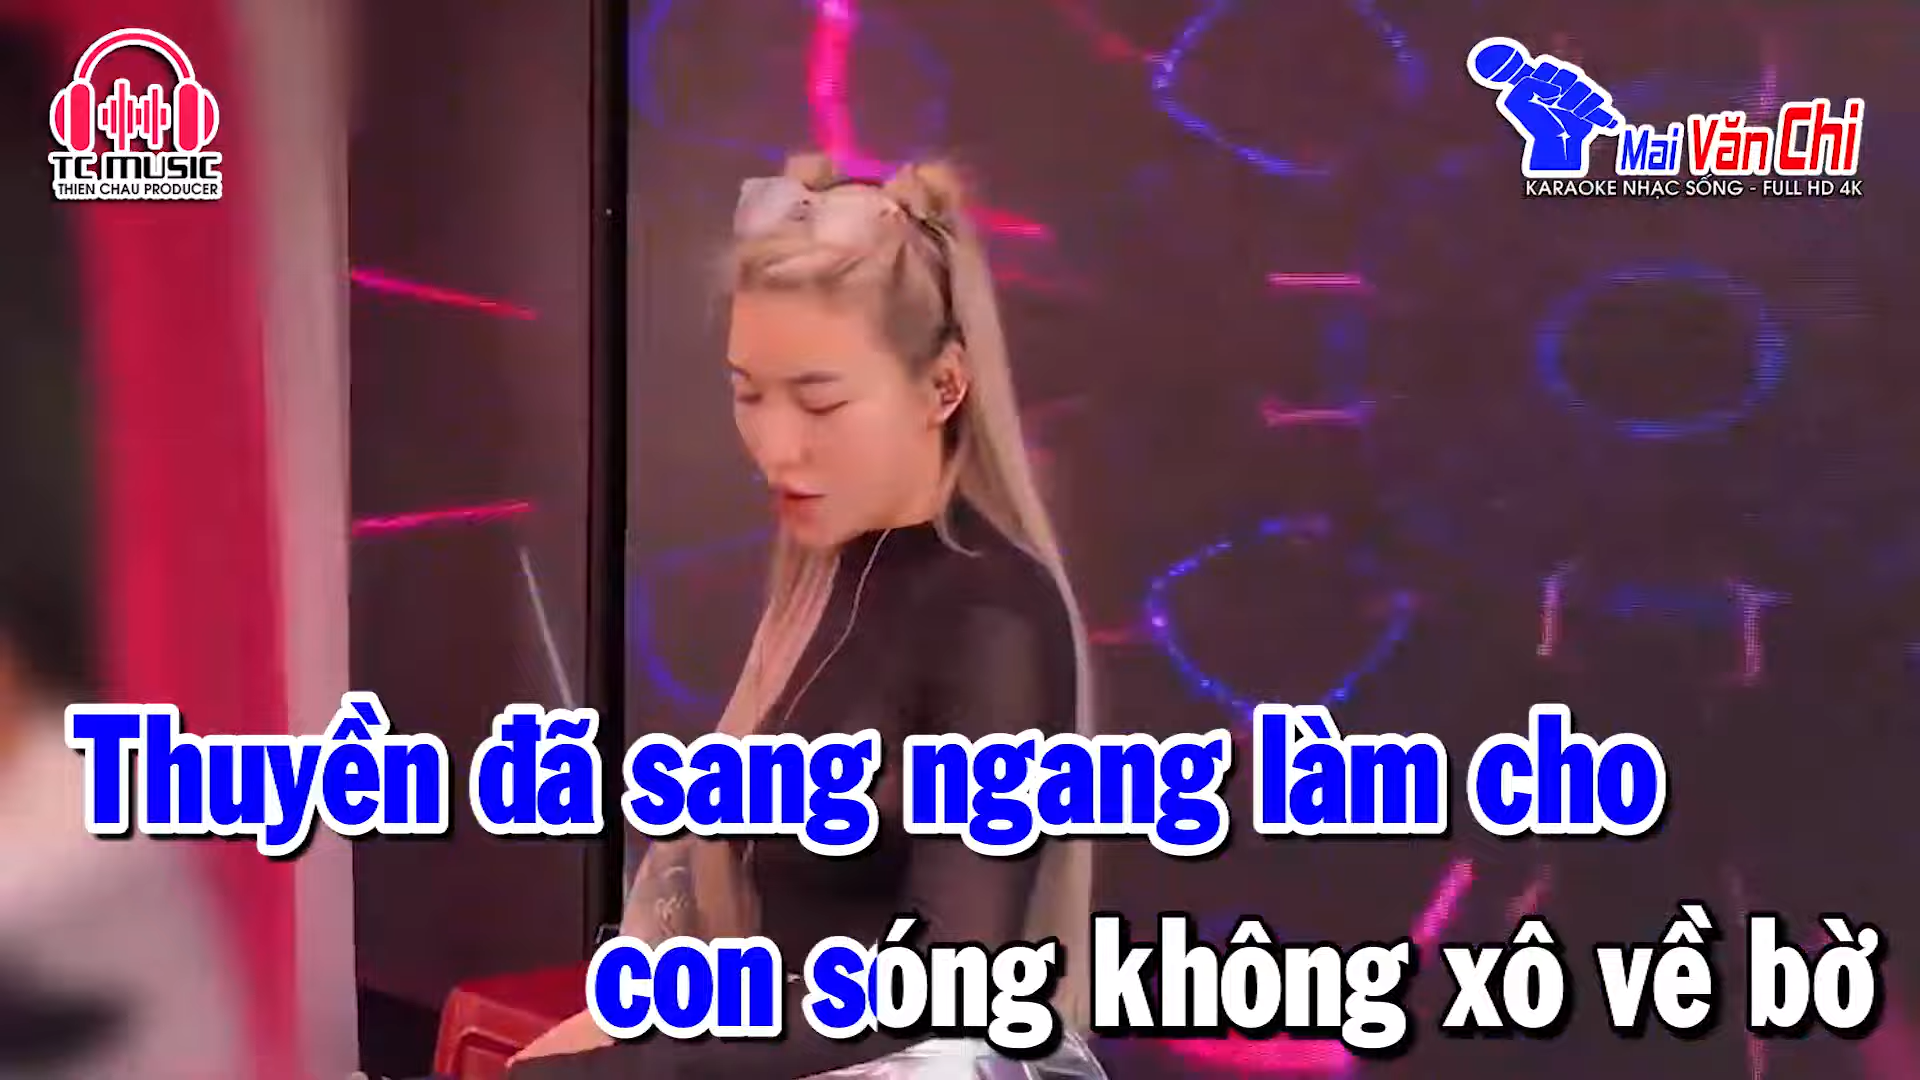 TC MUSIC
THIEN CHAU PRODUCER
Mai Văn Chi
KARAOKE NHẠC SỐNG - FULL HD 4K
Thuyền đã sang ngang làm cho
con sóng không xô về bờ